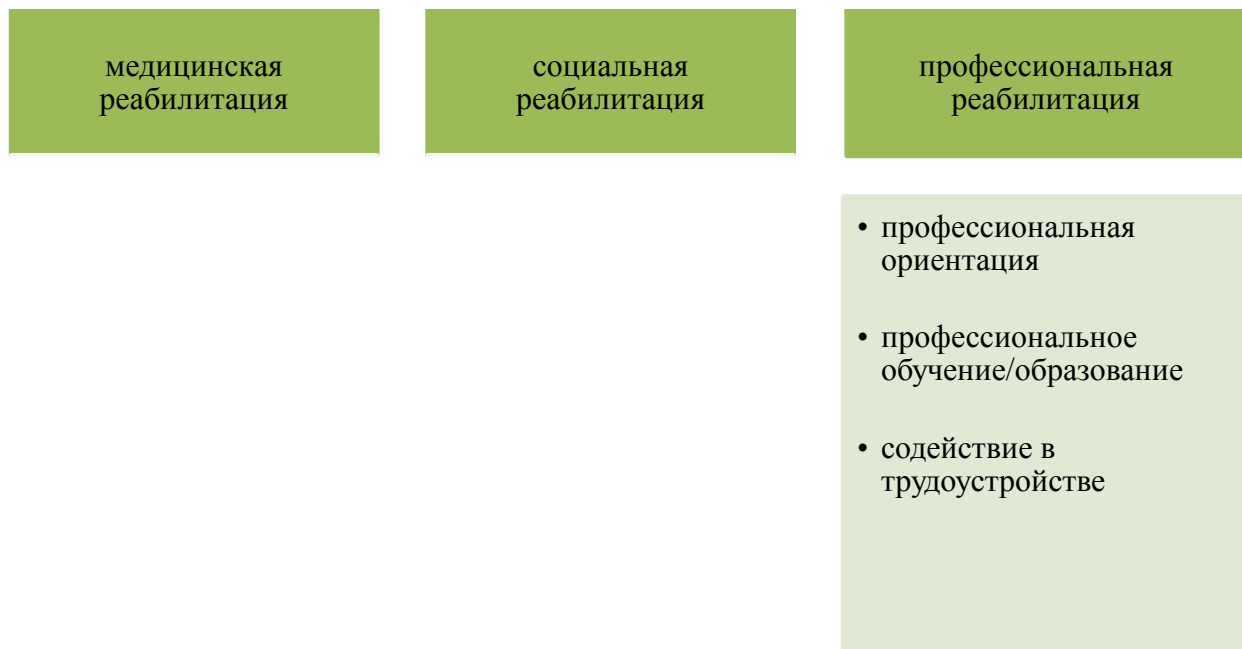 медицинская
реабилитация
социальная
реабилитация
профессиональная
реабилитация
• профессиональная
ориентация
• профессиональное
обучение/образование
• содействие в
трудоустройстве